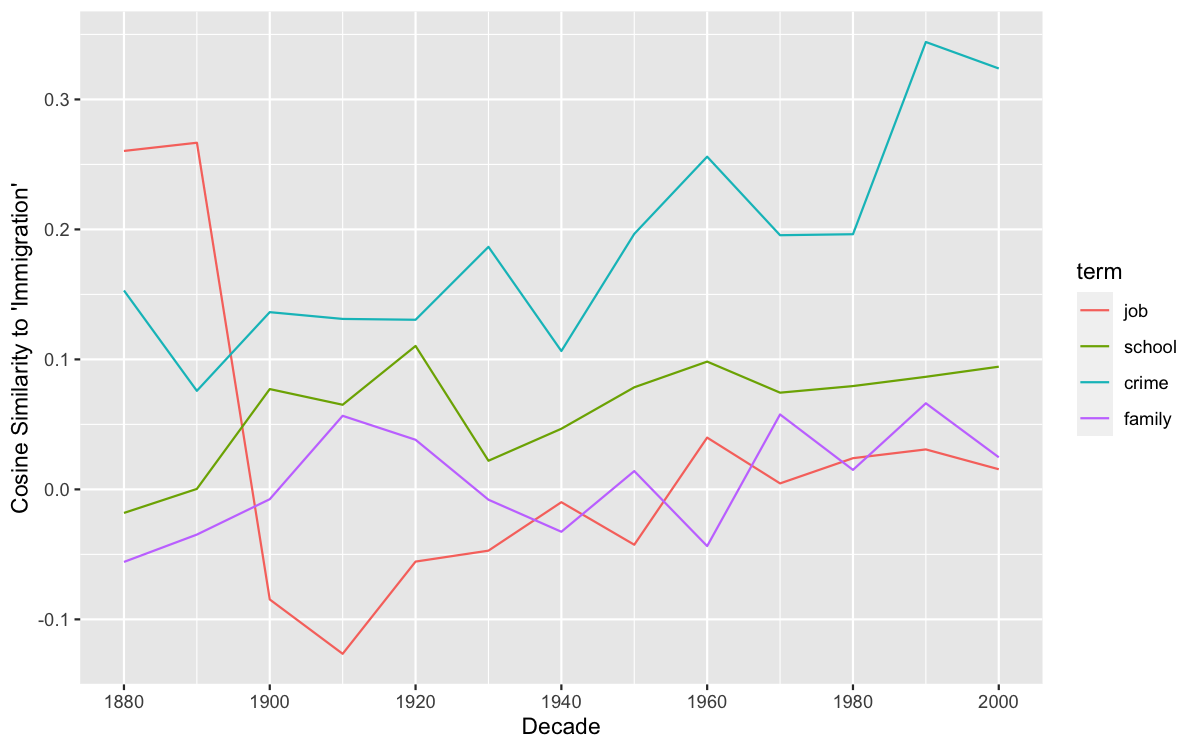 Cosine Similarity to 'Immigration'
0.3
0.2
0.1
0.0
-0.1
1880 1900 1920 1940 1960 1980 2000
Decade
term
job
school
crime
family